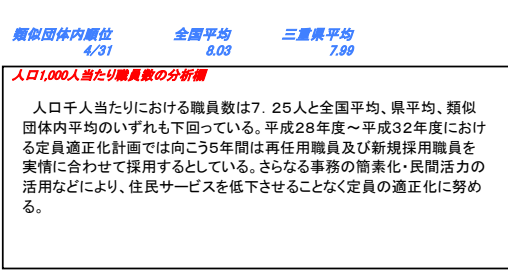 類似団体内順位 全国平均 三重県平均
4/31 8.03 7.99
人口1,000人当たり職員数の分析欄
人口千人当たりにおける職員数は7．25人と全国平均、県平均、類似
団体内平均のいずれも下回っている。平成28年度～平成32年度におけ
る定員適正化計画では向こう5年間は再任用職員及び新規採用職員を
実情に合わせて採用するとしている。さらなる事務の簡素化・民間活力の
活用などにより、住民サービスを低下させることなく定員の適正化に努め
る。